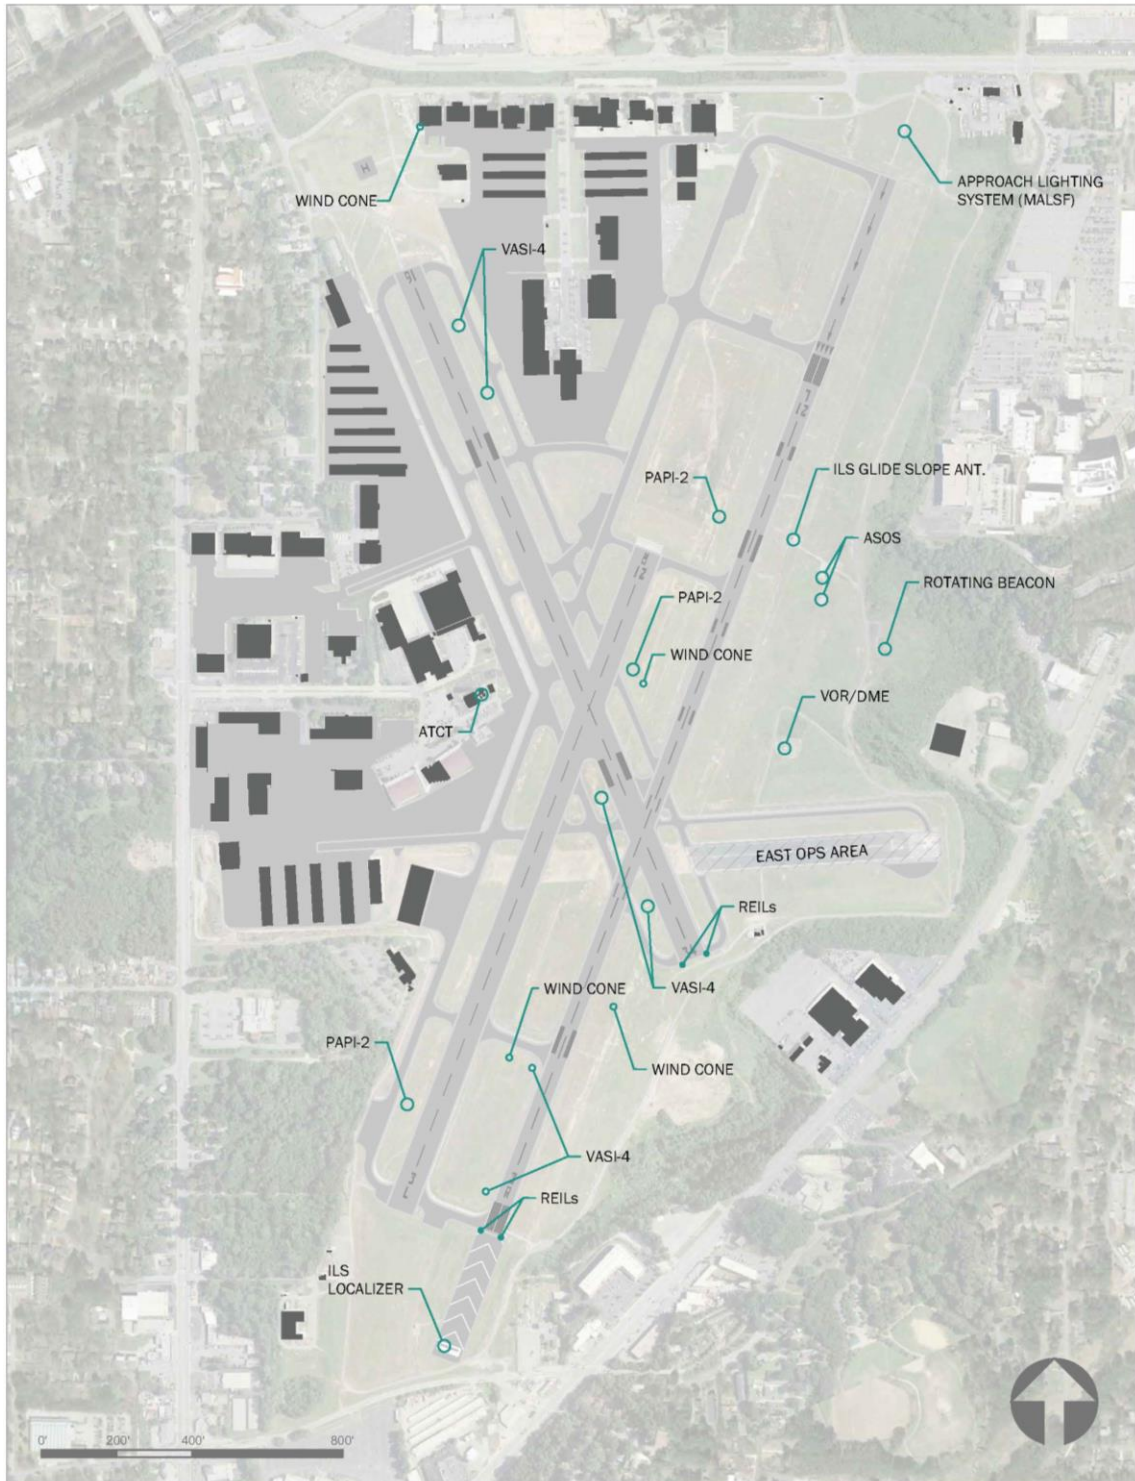 APPROACH LIGHTING
SYSTEM (MALSF)
WIND CONE
H
VASI-4
16
PAPI-2
ILS GLIDE SLOPE ANT.
ASOS
ROTATING BEACON
PAPI-2
WIND CONE
VOR/DME
ATCT
EAST OPS AREA
REILs
WIND CONE
VASI-4
PAPI-2
WIND CONE
VASI-4
REILs
ILS
LOCALIZER
0'
200'
400'
800'